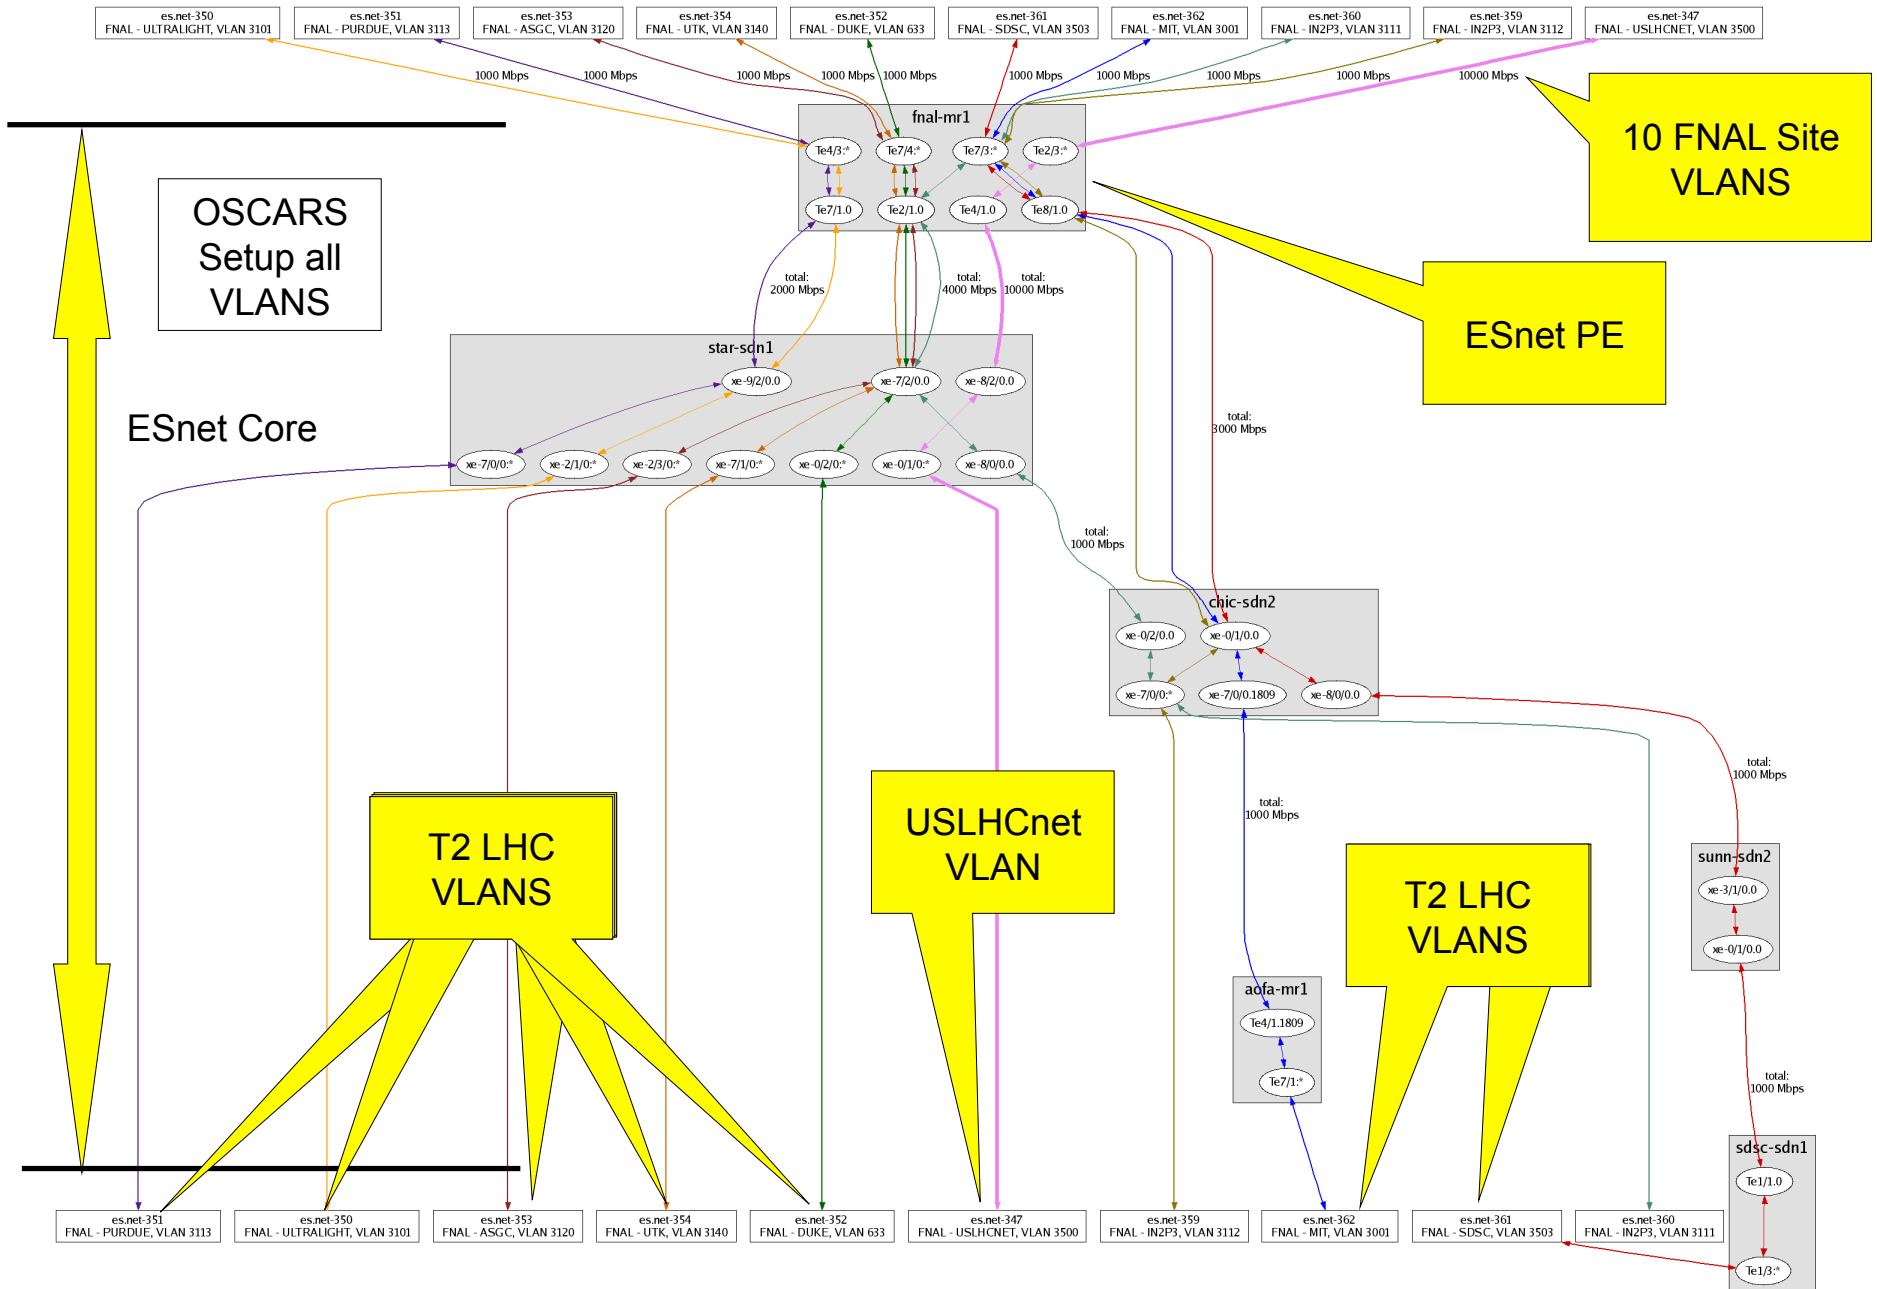 es.net-350
FNAL - ULTRALIGHT, VLAN 3101
es.net-351
FNAL - PURDUE, VLAN 3113
es.net-353
FNAL - ASGC, VLAN 3120
es.net-354
FNAL - UTK, VLAN 3140
es.net-352
FNAL - DUKE, VLAN 633
es.net-361
FNAL - SDSC, VLAN 3503
es.net-362
FNAL - MIT, VLAN 3001
es.net-360
FNAL - IN2P3, VLAN 3111
es.net-359
FNAL - IN2P3, VLAN 3112
es.net-347
FNAL - USLHCNET, VLAN 3500
1000 Mbps
1000 Mbps
1000 Mbps
1000 Mbps
1000 Mbps
1000 Mbps
1000 Mbps
1000 Mbps
1000 Mbps
10000 Mbps
10 FNAL Site
VLANS
fnal-mr1
Te4/3:*
Te7/4:*
Te7/3:*
Te2/3:*
Te7/1.0
Te2/1.0
Te4/1.0
Te8/1.0
OSCARS
Setup all
VLANS
total:
2000 Mbps
total:
4000 Mbps
total:
10000 Mbps
ESnet PE
star-sdn1
xe-9/2/0.0
xe-7/2/0.0
xe-8/2/0.0
ESnet Core
total:
3000 Mbps
xe-7/0/0:*
xe-2/1/0:*
xe-2/3/0:*
xe-7/1/0:*
xe-0/2/0:*
xe-0/1/0:*
xe-8/0/0.0
total:
1000 Mbps
chic-sdn2
xe-0/2/0.0
xe-0/1/0.0
xe-7/0/0:*
xe-7/0/0.1809
xe-8/0/0.0
total:
1000 Mbps
total:
1000 Mbps
T2 LHC
VLANS
USLHCnet
VLAN
T2 LHC
VLANS
sunn-sdn2
xe-3/1/0.0
xe-0/1/0.0
aofa-mr1
Te4/1.1809
Te7/1:*
total:
1000 Mbps
sdsc-sdn1
Te1/1.0
Te1/3:*
es.net-351
FNAL - PURDUE, VLAN 3113
es.net-350
FNAL - ULTRALIGHT, VLAN 3101
es.net-353
FNAL - ASGC, VLAN 3120
es.net-354
FNAL - UTK, VLAN 3140
es.net-352
FNAL - DUKE, VLAN 633
es.net-347
FNAL - USLHCNET, VLAN 3500
es.net-359
FNAL - IN2P3, VLAN 3112
es.net-362
FNAL - MIT, VLAN 3001
es.net-361
FNAL - SDSC, VLAN 3503
es.net-360
FNAL - IN2P3, VLAN 3111